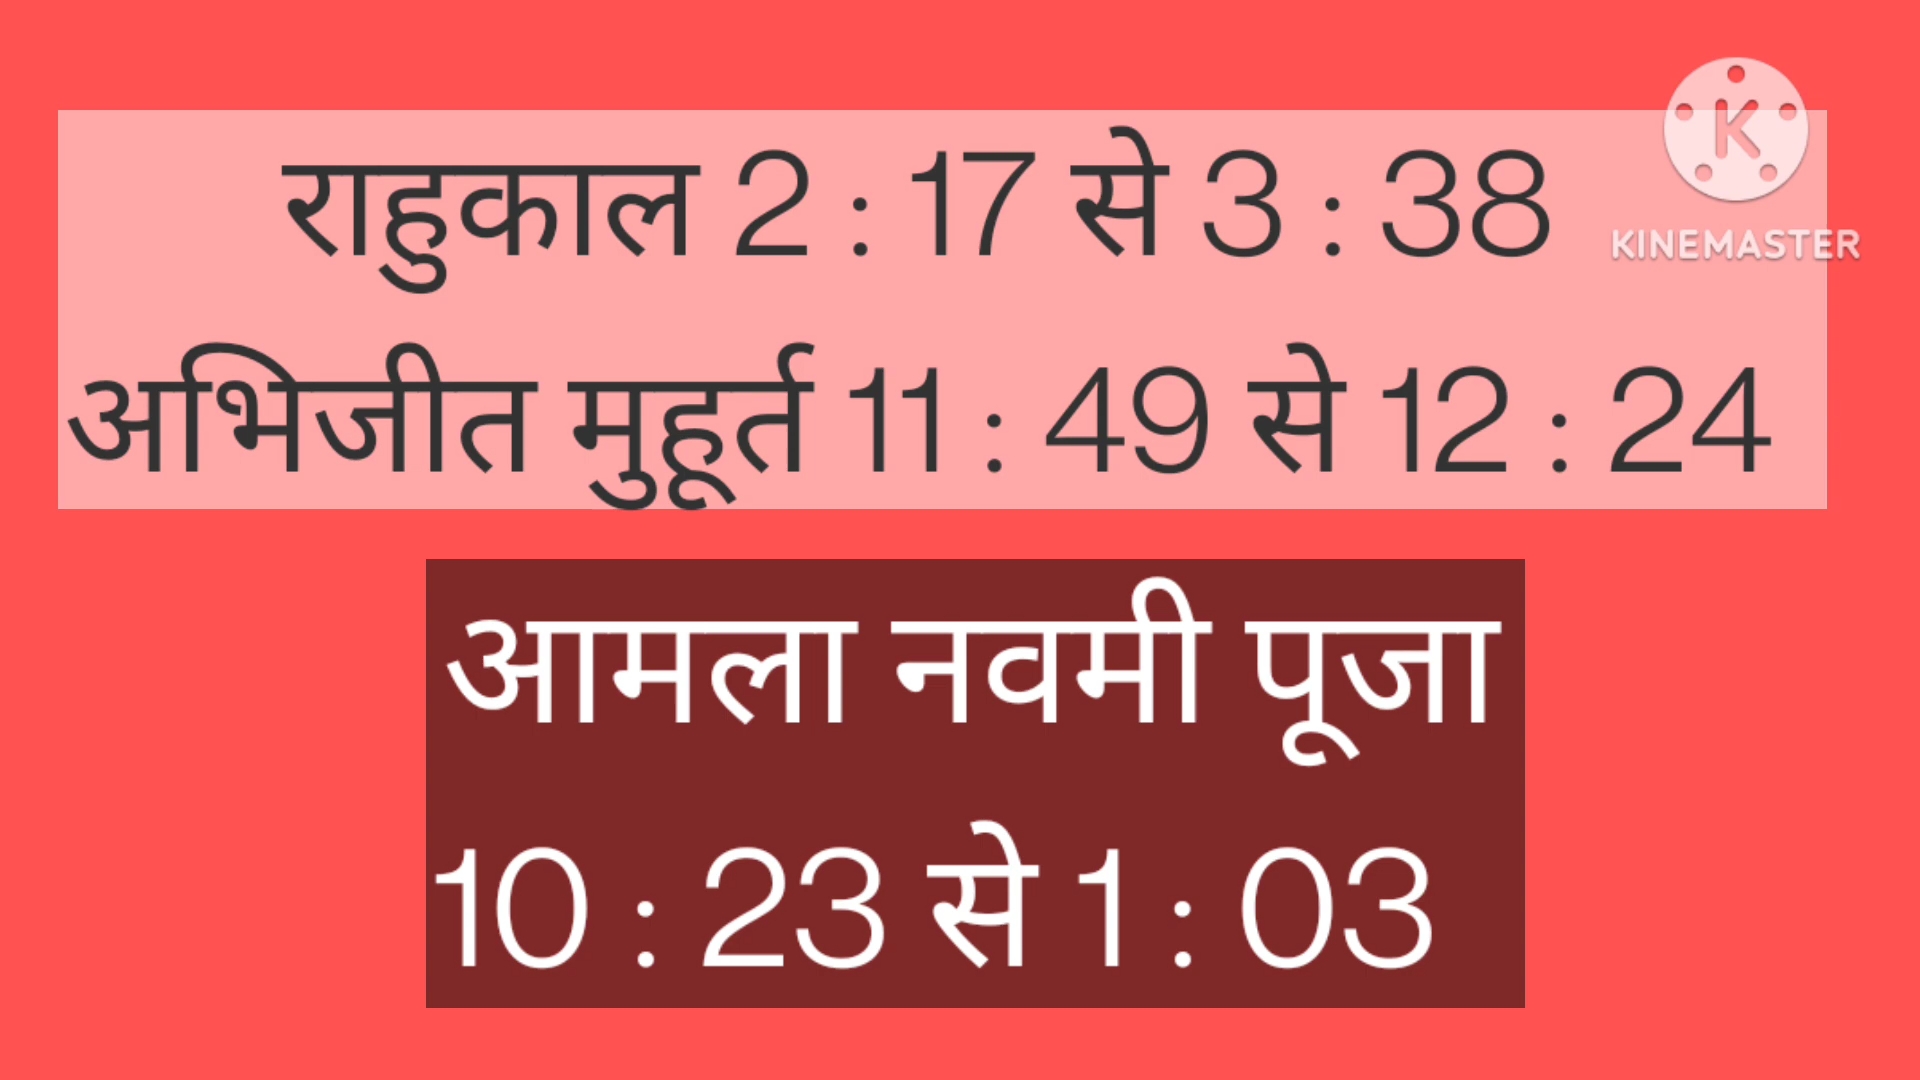 राहुकाल 2 : 17 से 3 : 38
अभिजीत मुहूर्त 11 : 49 से 12 : 24
आमला नवमी पूजा
10 : 23 से 1 : 03
K
KINEMASTER